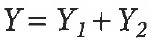 Y = Y₁ + Y₂